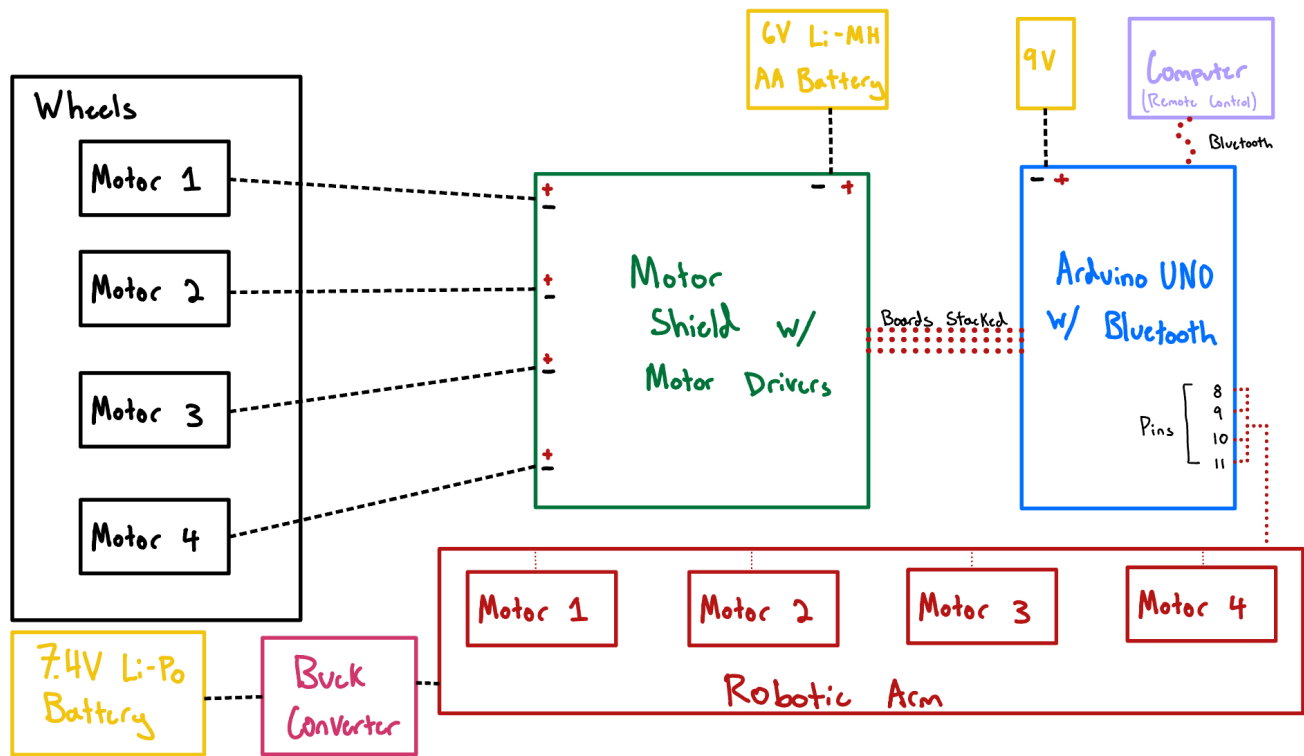 6V Li-MH
AA Battery
9V
Computer
(Remote Control)
Bluetooth
Wheels
Motor 1
Motor 2
Motor 3
Motor 4
+
−
+
−
+
−
+
−
− +
Motor
Shield w/
Motor Drivers
Boards Stacked
− +
Arduino UNO
w/ Bluetooth
Pins
8
9
10
11
Motor 1
Motor 2
Motor 3
Motor 4
Robotic Arm
7.4V Li-Po
Battery
Buck
Converter